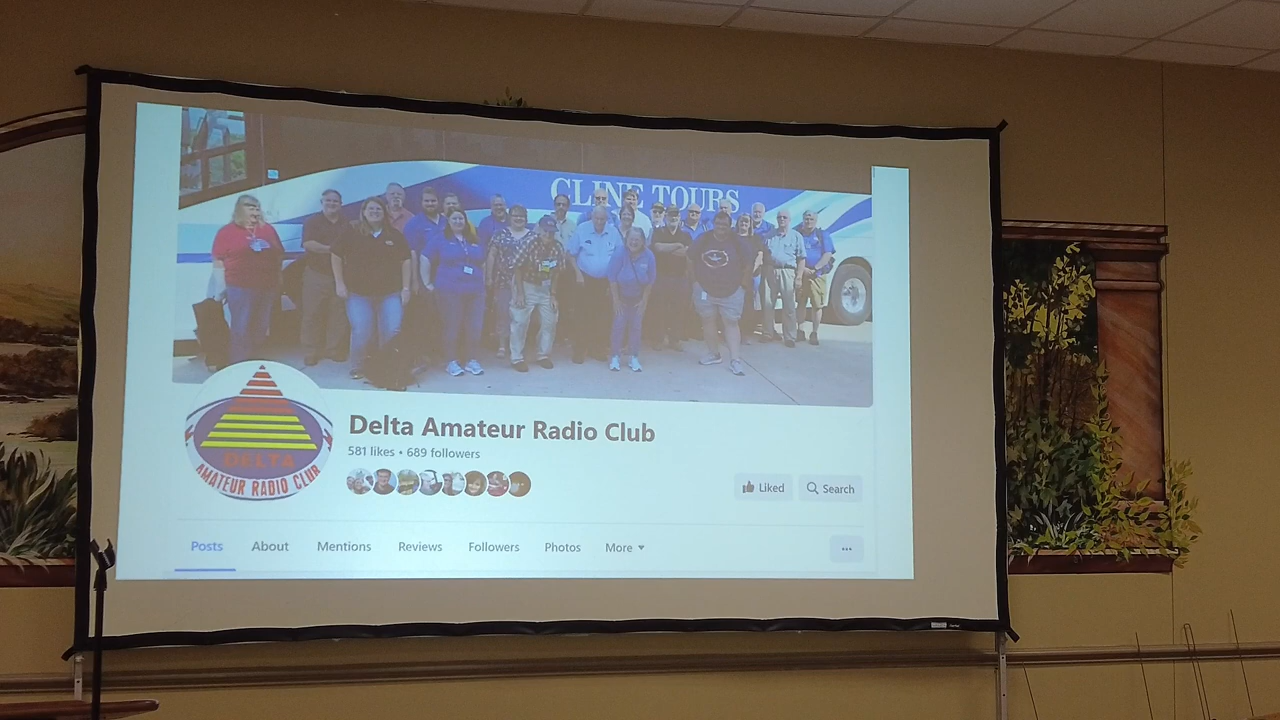 CLINE TOURS
DELTA
AMATEUR RADIO CLUB
Delta Amateur Radio Club
581 likes • 689 followers
Liked
Search
Posts
About
Mentions
Reviews
Followers
Photos
More